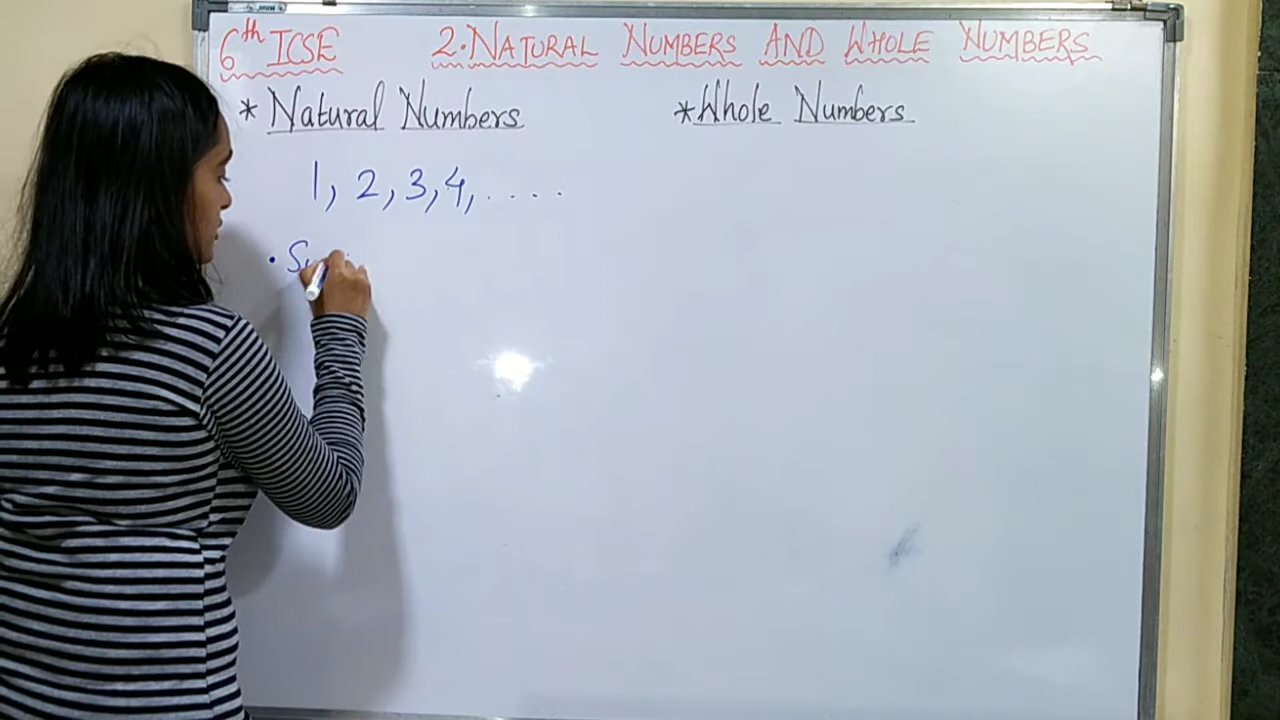 6th ICSE 2. NATURAL NUMBERS AND WHOLE NUMBERS
* Natural Numbers * Whole Numbers
1, 2, 3, 4, . . . .